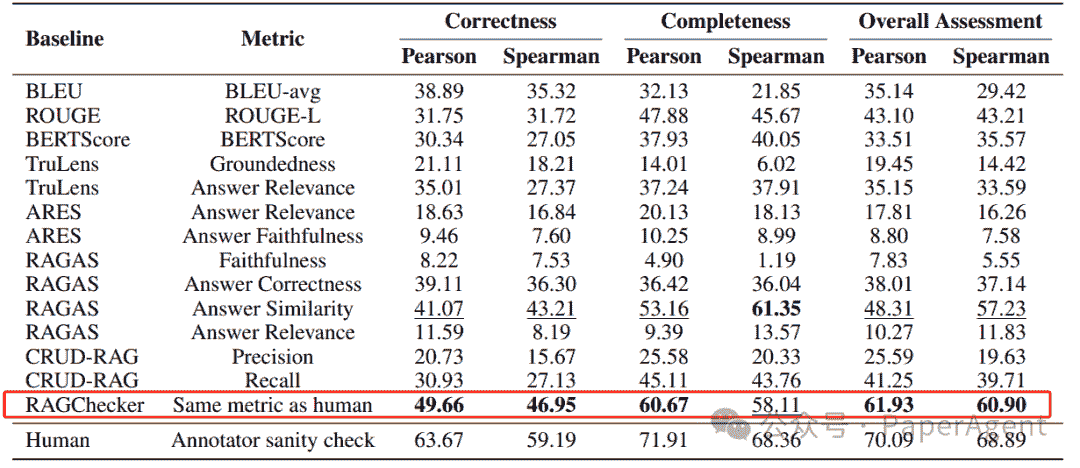 Baseline Metric Correctness Completeness Overall Assessment
Pearson Spearman Pearson Spearman Pearson Spearman
BLEU BLEU-avg 38.89 35.32 32.13 21.85 35.14 29.42
ROUGE ROUGE-L 31.75 31.72 47.88 45.67 43.10 43.21
BERTScore BERTScore 30.34 27.05 37.93 40.05 33.51 35.57
TruLens Groundedness 21.11 18.21 14.01 6.02 19.45 14.42
TruLens Answer Relevance 35.01 27.37 37.24 37.91 35.15 33.59
ARES Answer Relevance 18.63 16.84 20.13 18.13 17.81 16.26
ARES Answer Faithfulness 9.46 7.60 10.25 8.99 8.80 7.58
RAGAS Faithfulness 8.22 7.53 4.90 1.19 7.83 5.55
RAGAS Answer Correctness 39.11 36.30 36.42 36.04 38.01 37.14
RAGAS Answer Similarity 41.07 43.21 53.16 61.35 48.31 57.23
RAGAS Answer Relevance 11.59 8.19 9.39 13.57 10.27 11.83
CRUD-RAG Precision 20.73 15.67 25.58 20.33 25.59 19.63
CRUD-RAG Recall 30.93 27.13 45.11 43.76 41.25 39.71
RAGChecker Same metric as human 49.66 46.95 60.67 58.11 61.93 60.90
Human Annotator sanity check 63.67 59.19 71.91 68.36 70.09 68.89
公众号 · PaperAgent